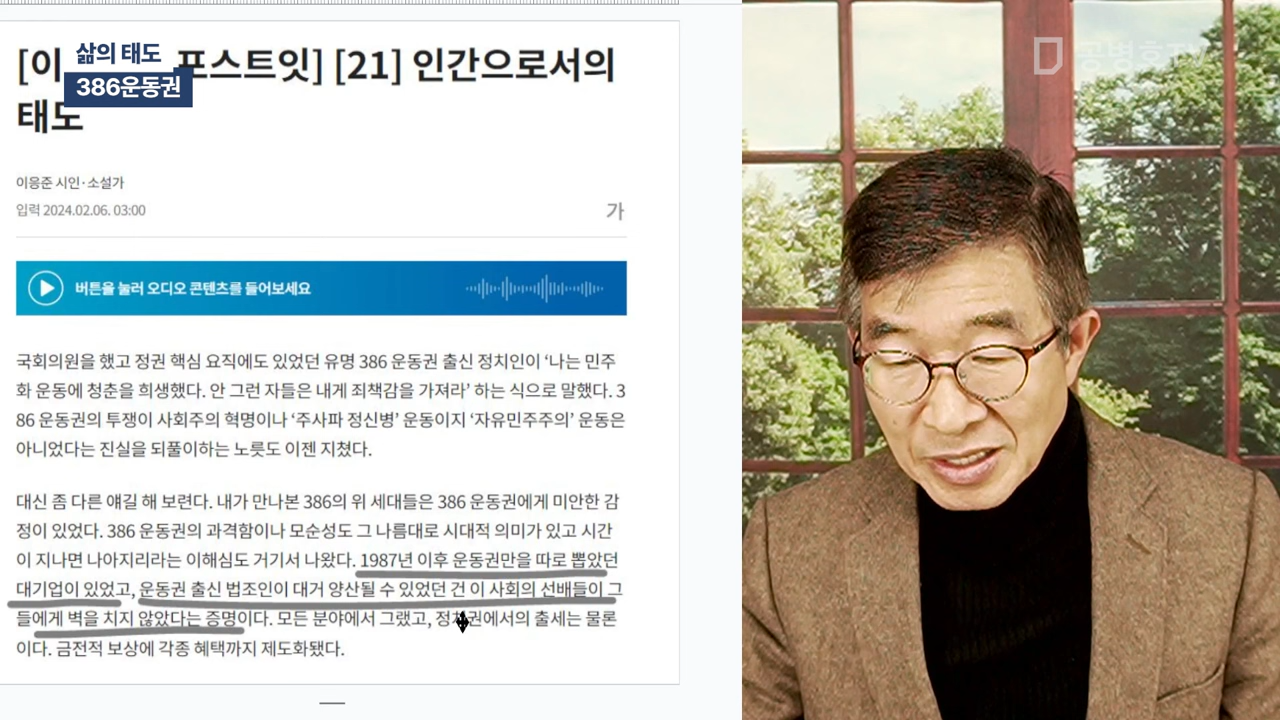 삶의 태도
386운동권
[이 포스트잇] [21] 인간으로서의
태도
이응준 시인·소설가
입력 2024.02.06. 03:00
가
버튼을 눌러 오디오 콘텐츠를 들어보세요
국회의원을 했고 정권 핵심 요직에도 있었던 유명 386 운동권 출신 정치인이 ‘나는 민주
화 운동에 청춘을 희생했다. 안 그런 자들은 내게 죄책감을 가져라’ 하는 식으로 말했다. 3
86 운동권의 투쟁이 사회주의 혁명이나 ‘주사파 정신병’ 운동이지 ‘자유민주주의’ 운동은
아니었다는 진실을 되풀이하는 노릇도 이젠 지쳤다.
대신 좀 다른 얘길 해 보련다. 내가 만나본 386의 위 세대들은 386 운동권에게 미안한 감
정이 있었다. 386 운동권의 과격함이나 모순성도 그 나름대로 시대적 의미가 있고 시간
이 지나면 나아지리라는 이해심도 거기서 나왔다. 1987년 이후 운동권만을 따로 뽑았던
대기업이 있었고, 운동권 출신 법조인이 대거 양산될 수 있었던 건 이 사회의 선배들이 그
들에게 벽을 치지 않았다는 증명이다. 모든 분야에서 그랬고, 정치권에서의 출세는 물론
이다. 금전적 보상에 각종 혜택까지 제도화됐다.
공병호TV